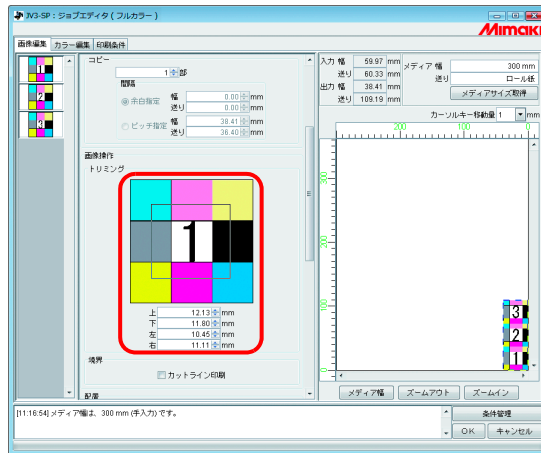 JV3-SP : ジョブエディタ ( フルカラー )
Mimaki
画像編集 カラー編集 印刷条件
1
2
3
コピー
1 部
間隔
余白指定 幅 0.00 mm
送り 0.00 mm
ピッチ指定 幅 38.41 mm
送り 36.40 mm
画像操作
トリミング
1
上 12.13 mm
下 11.80 mm
左 10.45 mm
右 11.11 mm
境界
カットライン印刷
配置
入力 幅 59.97 mm
送り 60.33 mm
出力 幅 38.41 mm
送り 109.19 mm
メディア 幅 300 mm
送り ロール紙
メディアサイズ取得
カーソルキー移動量 1 mm
200 100 0
300
200
100
0
3
2
1
メディア幅 ズームアウト ズームイン
[11:16:54] メディア幅は、300 mm (手入力) です。
条件管理
OK キャンセル